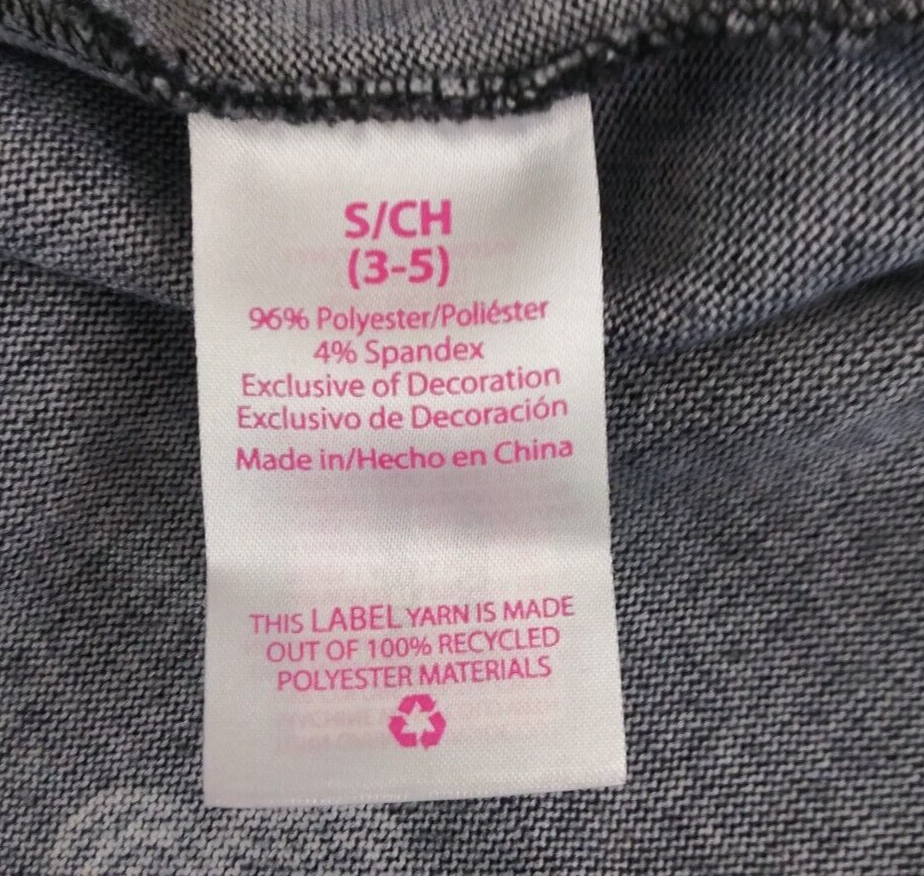 S/CH
(3-5)
96% Polyester/Poliéster
4% Spandex
Exclusive of Decoration
Exclusivo de Decoración
Made in/Hecho en China
THIS LABEL YARN IS MADE
OUT OF 100% RECYCLED
POLYESTER MATERIALS